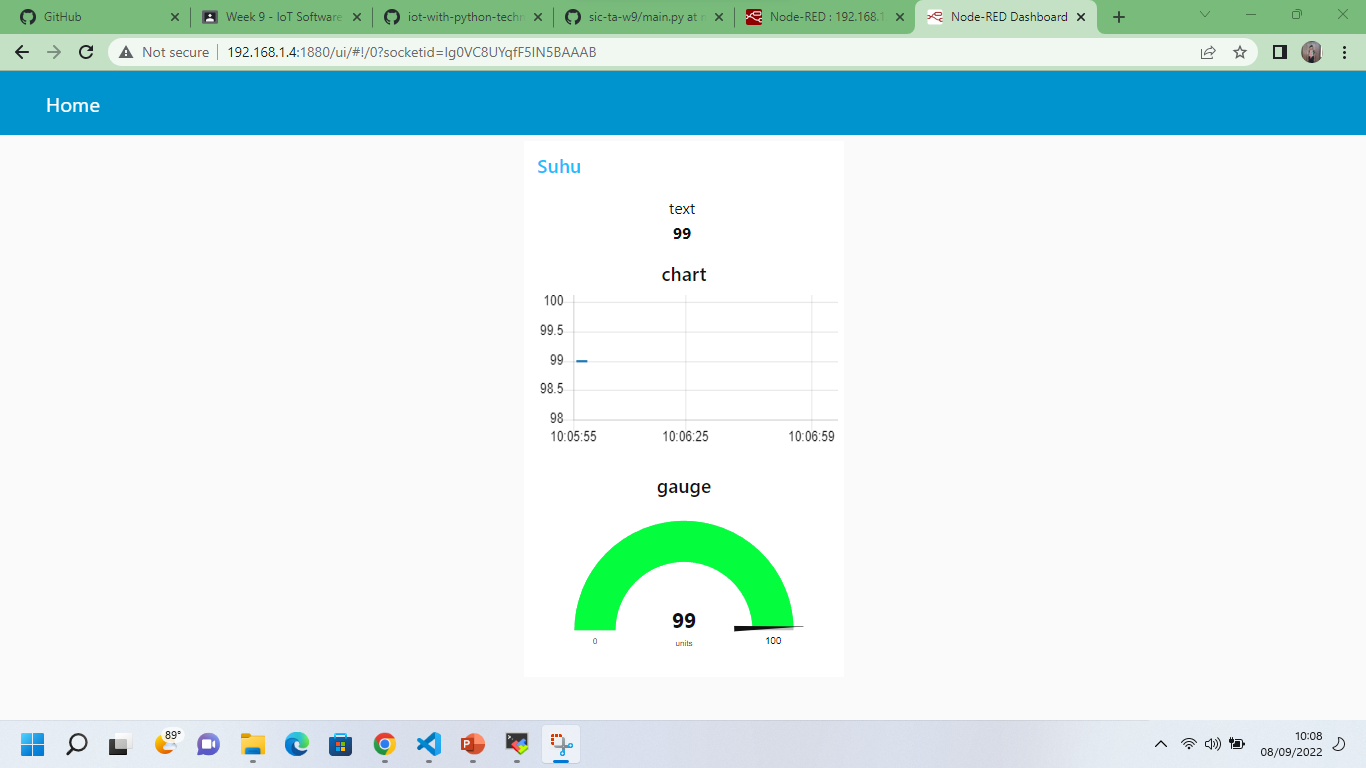 GitHub
Week 9 - IoT Software
iot-with-python-techn
sic-ta-w9/main.py at m
Node-RED : 192.168.1
Node-RED Dashboard
Not secure
192.168.1.4:1880/ui/#!/0?socketid=Ig0VC8UYqfF5IN5BAAAB
Home
Suhu
text
99
chart
100
99.5
99
98.5
98
10:05:55
10:06:25
10:06:59
gauge
99
units
0
100
89°
10:08
08/09/2022